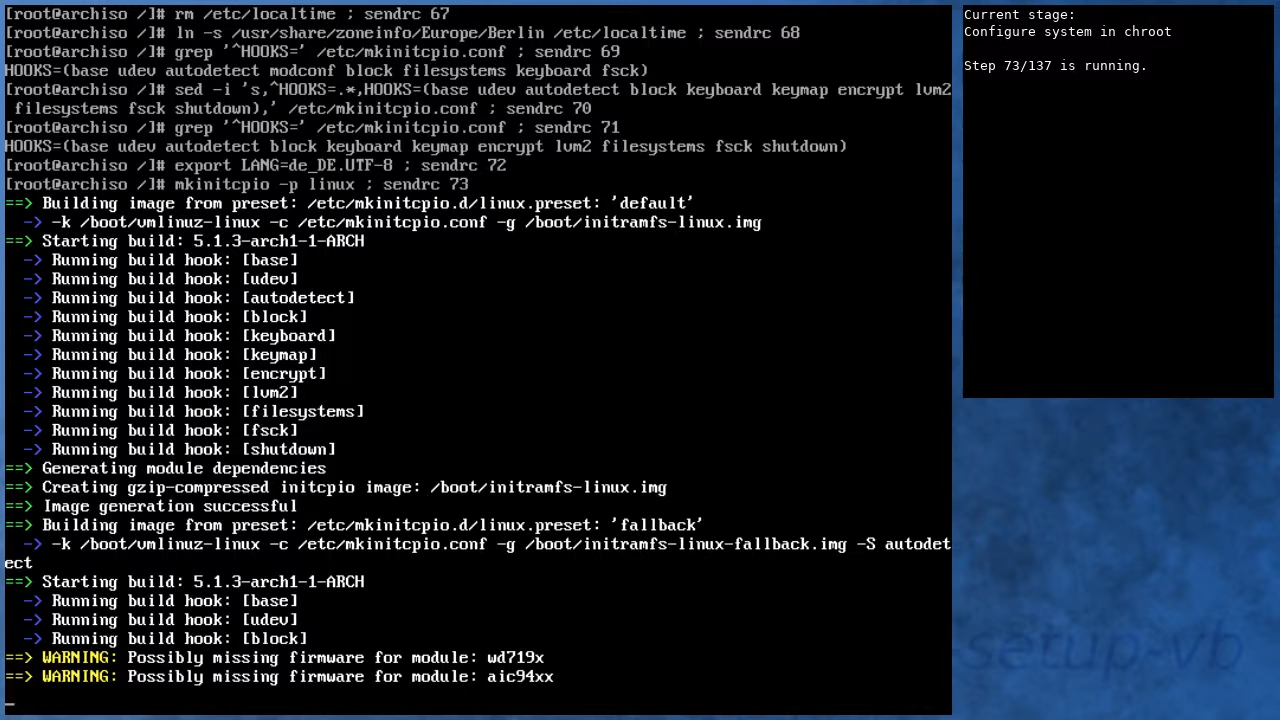 [root@archiso /]# rm /etc/localtime ; sendrc 67
[root@archiso /]# ln -s /usr/share/zoneinfo/Europe/Berlin /etc/localtime ; sendrc 68
[root@archiso /]# grep '^HOOKS=' /etc/mkinitcpio.conf ; sendrc 69
HOOKS=(base udev autodetect modconf block filesystems keyboard fsck)
[root@archiso /]# sed -i 's,^HOOKS=.*,HOOKS=(base udev autodetect block keyboard keymap encrypt lvm2
 filesystems fsck shutdown),' /etc/mkinitcpio.conf ; sendrc 70
[root@archiso /]# grep '^HOOKS=' /etc/mkinitcpio.conf ; sendrc 71
HOOKS=(base udev autodetect block keyboard keymap encrypt lvm2 filesystems fsck shutdown)
[root@archiso /]# export LANG=de_DE.UTF-8 ; sendrc 72
[root@archiso /]# mkinitcpio -p linux ; sendrc 73
==> Building image from preset: /etc/mkinitcpio.d/linux.preset: 'default'
  -> -k /boot/vmlinuz-linux -c /etc/mkinitcpio.conf -g /boot/initramfs-linux.img
==> Starting build: 5.1.3-arch1-1-ARCH
  -> Running build hook: [base]
  -> Running build hook: [udev]
  -> Running build hook: [autodetect]
  -> Running build hook: [block]
  -> Running build hook: [keyboard]
  -> Running build hook: [keymap]
  -> Running build hook: [encrypt]
  -> Running build hook: [lvm2]
  -> Running build hook: [filesystems]
  -> Running build hook: [fsck]
  -> Running build hook: [shutdown]
==> Generating module dependencies
==> Creating gzip-compressed initcpio image: /boot/initramfs-linux.img
==> Image generation successful
==> Building image from preset: /etc/mkinitcpio.d/linux.preset: 'fallback'
  -> -k /boot/vmlinuz-linux -c /etc/mkinitcpio.conf -g /boot/initramfs-linux-fallback.img -S autodet
ect
==> Starting build: 5.1.3-arch1-1-ARCH
  -> Running build hook: [base]
  -> Running build hook: [udev]
  -> Running build hook: [block]
==> WARNING: Possibly missing firmware for module: wd719x
==> WARNING: Possibly missing firmware for module: aic94xx
Current stage:
Configure system in chroot
Step 73/137 is running.
setup-vb